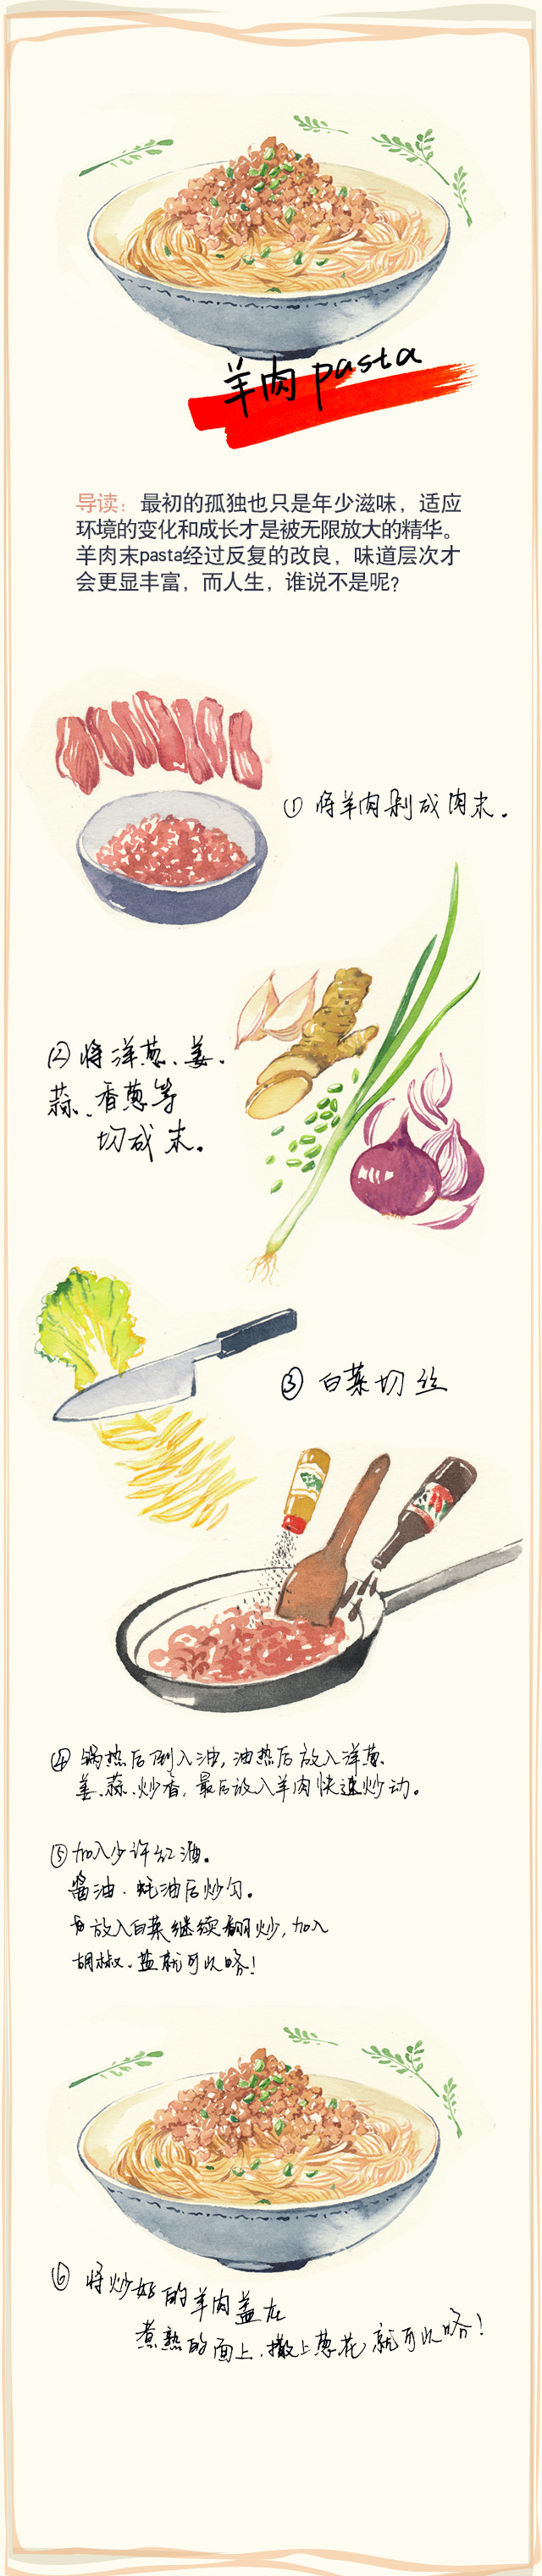 羊肉 pasta
导读：最初的孤独也只是年少滋味，适应
环境的变化和成长才是被无限放大的精华。
羊肉末pasta经过反复的改良，味道层次才
会更显丰富，而人生，谁说不是呢？
① 将羊肉剁成肉末。
② 将洋葱、姜、
蒜、香葱等
切成末。
③ 白菜切丝
④ 锅热后倒入油，油热后放入洋葱、
姜、蒜、炒香，最后放入羊肉快速炒动。
⑤ 加入少许红酒。
酱油、蚝油后炒匀。
放入白菜继续翻炒，加入
胡椒、盐就可以咯！
⑥ 将炒好的羊肉盖在
煮熟的面上、撒上葱花就可以咯！